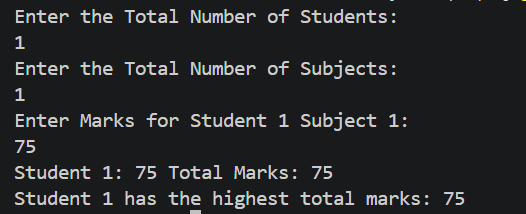 Enter the Total Number of Students:
1
Enter the Total Number of Subjects:
1
Enter Marks for Student 1 Subject 1:
75
Student 1: 75 Total Marks: 75
Student 1 has the highest total marks: 75